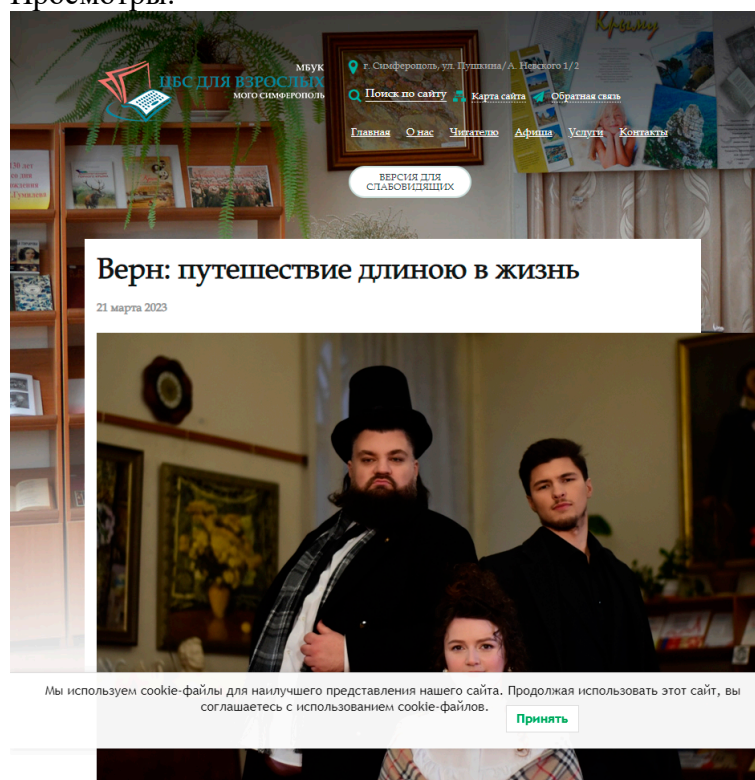 Просмотры:
МБУК
ЦБС ДЛЯ ВЗРОСЛЫХ
МОГО СИМФЕРОПОЛЬ
г. Симферополь, ул. Пушкина/А. Невского 1/2
Поиск по сайту Карта сайта Обратная связь
Главная О нас Читателю Афиша Услуги Контакты
ВЕРСИЯ ДЛЯ
СЛАБОВИДЯЩИХ
Крыму
Верн: путешествие длиною в жизнь
21 марта 2023
Мы используем cookie-файлы для наилучшего представления нашего сайта. Продолжая использовать этот сайт, вы
соглашаетесь с использованием cookie-файлов.
Принять